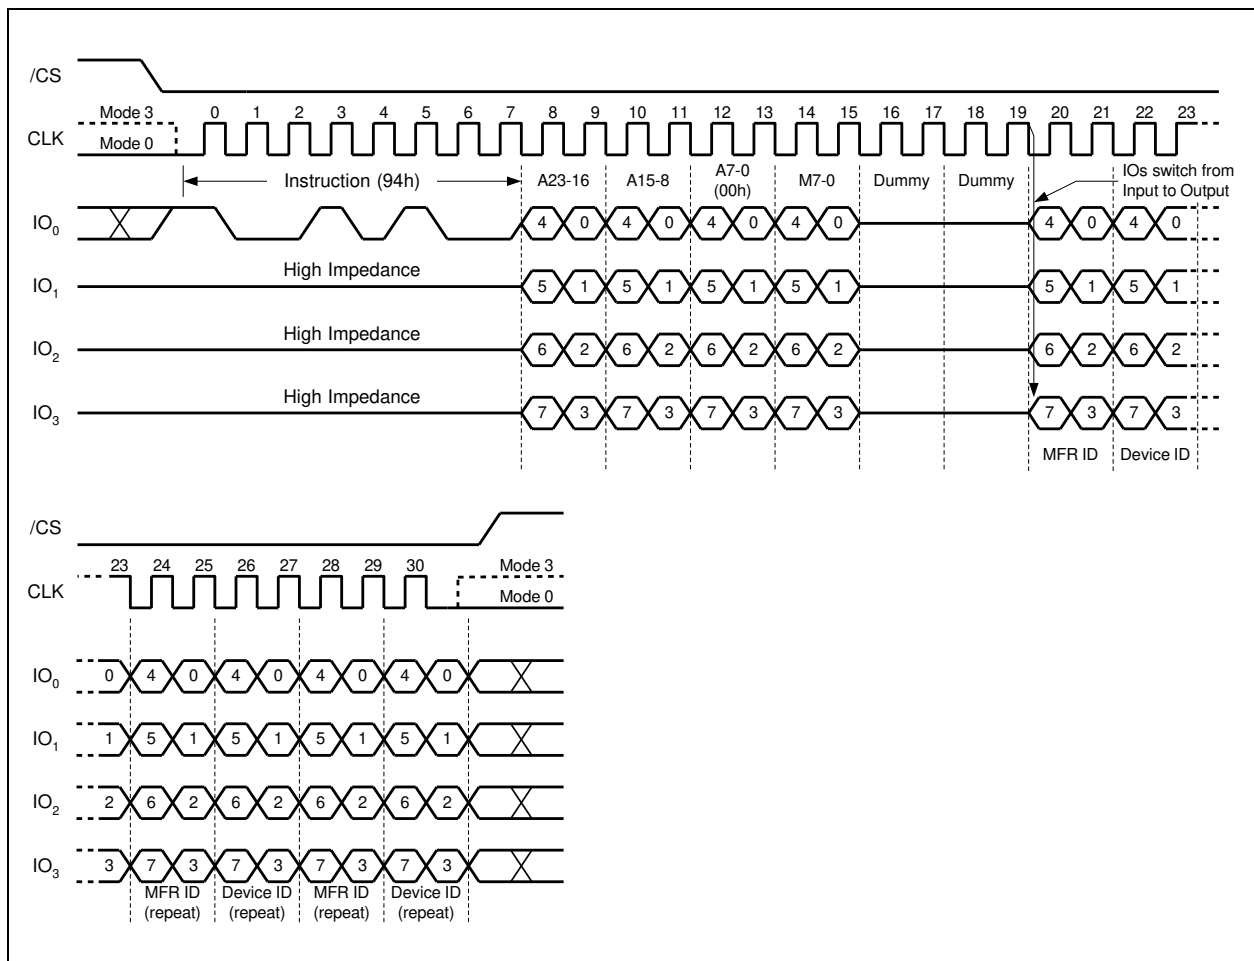 /CS
Mode 3 0 1 2 3 4 5 6 7 8 9 10 11 12 13 14 15 16 17 18 19 20 21 22 23
CLK Mode 0
Instruction (94h) A23-16 A15-8 A7-0 (00h) M7-0 Dummy Dummy IOs switch from
Input to Output
IO0 4 0 4 0 4 0 4 0 4 0 4 0
High Impedance
IO1 5 1 5 1 5 1 5 1 5 1 5 1
High Impedance
IO2 6 2 6 2 6 2 6 2 6 2 6 2
High Impedance
IO3 7 3 7 3 7 3 7 3 7 3 7 3
MFR ID Device ID
/CS
23 24 25 26 27 28 29 30 Mode 3
CLK Mode 0
IO0 0 4 0 4 0 4 0 4 0
IO1 1 5 1 5 1 5 1 5 1
IO2 2 6 2 6 2 6 2 6 2
IO3 3 7 3 7 3 7 3 7 3
MFR ID Device ID MFR ID Device ID
(repeat) (repeat) (repeat) (repeat)